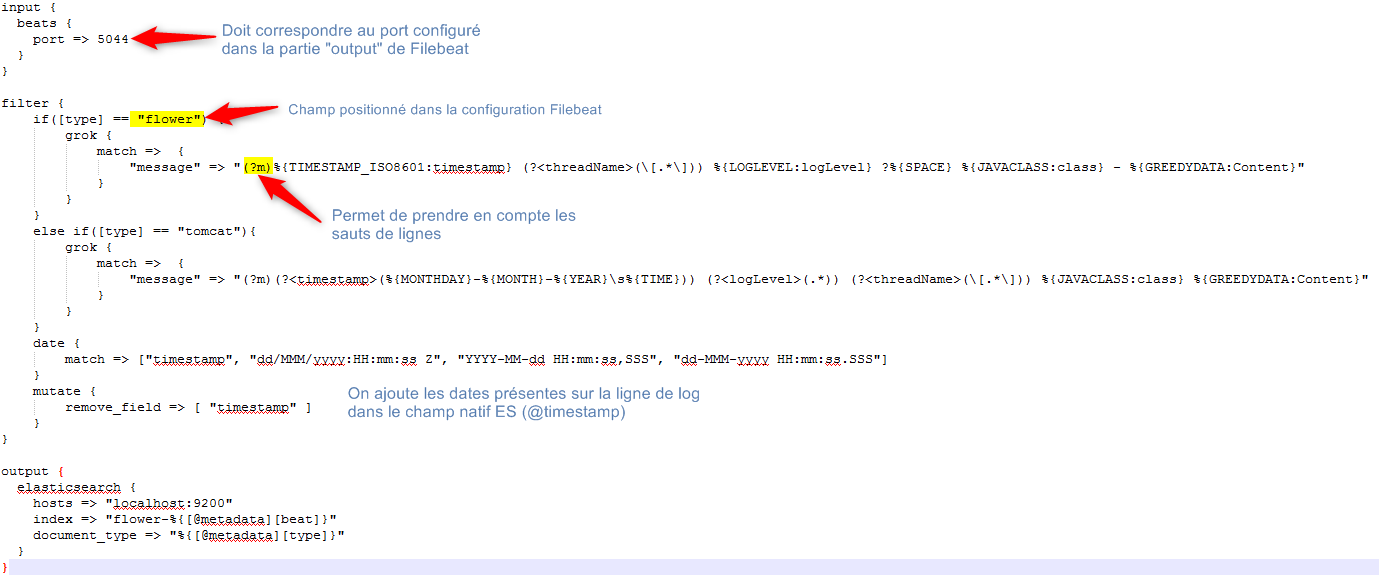 input {
beats {
port => 5044
Doit correspondre au port configuré
dans la partie "output" de Filebeat
}
}
filter {
if([type] == "flower")
Champ positionné dans la configuration Filebeat
grok {
match => {
"message" => "(?m)%{TIMESTAMP_ISO8601:timestamp} (?<threadName>(\[.*\])) %{LOGLEVEL:logLevel} ?%{SPACE} %{JAVACLASS:class} - %{GREEDYDATA:Content}"
}
}
Permet de prendre en compte les
sauts de lignes
}
else if([type] == "tomcat"){
grok {
match => {
"message" => "(?m)(?<timestamp>(%{MONTHDAY}-%{MONTH}-%{YEAR}\s%{TIME})) (?<logLevel>(.*)) (?<threadName>(\[.*\])) %{JAVACLASS:class} %{GREEDYDATA:Content}"
}
}
}
date {
match => ["timestamp", "dd/MMM/yyyy:HH:mm:ss Z", "YYYY-MM-dd HH:mm:ss,SSS", "dd-MMM-yyyy HH:mm:ss.SSS"]
}
mutate {
remove_field => [ "timestamp" ]
On ajoute les dates présentes sur la ligne de log
dans le champ natif ES (@timestamp)
}
}
output {
elasticsearch {
hosts => "localhost:9200"
index => "flower-%{[@metadata][beat]}"
document_type => "%{[@metadata][type]}"
}
}